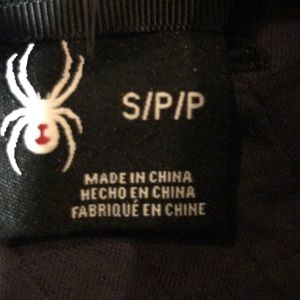 S/P/P
MADE IN CHINA
HECHO EN CHINA
FABRIQUÉ EN CHINE